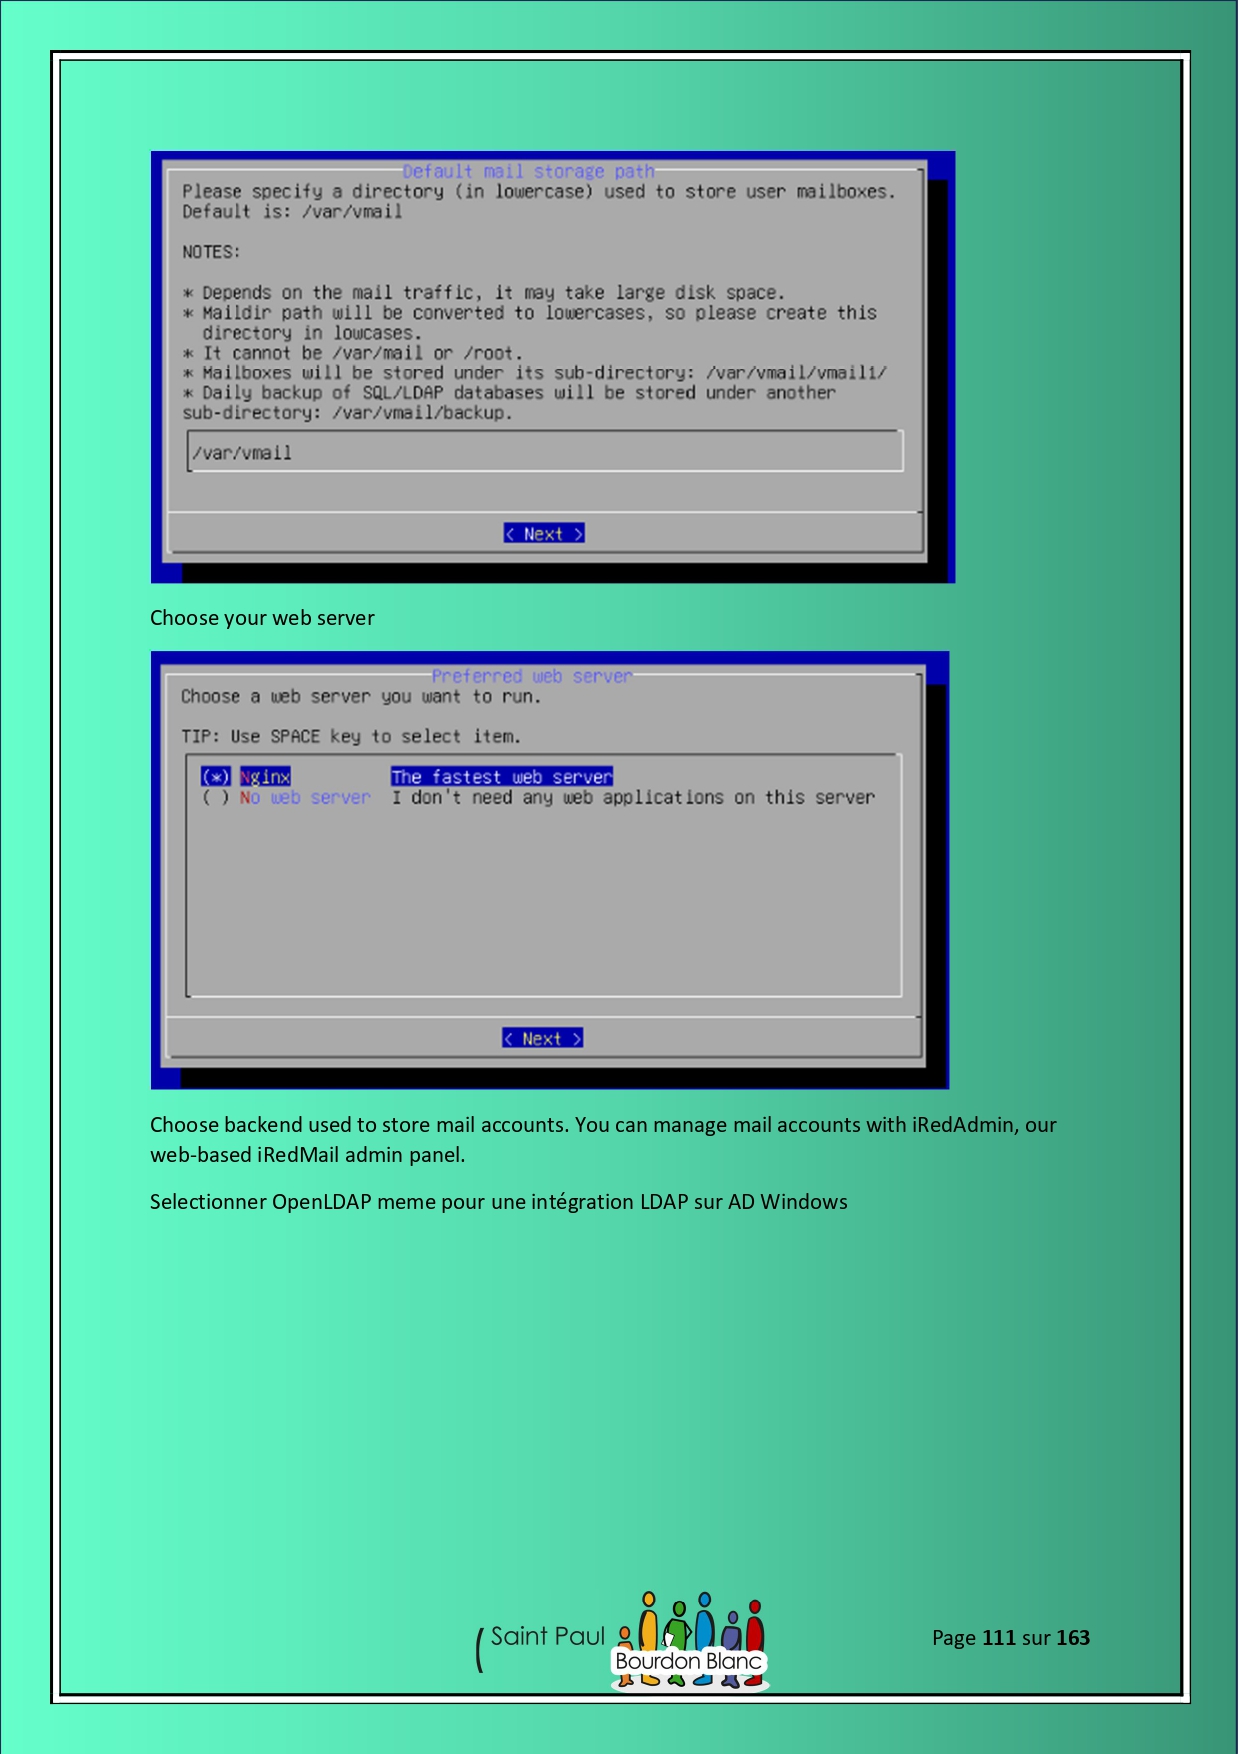 Default mail storage path
Please specify a directory (in lowercase) used to store user mailboxes.
Default is: /var/vmail
NOTES:
* Depends on the mail traffic, it may take large disk space.
* Maildir path will be converted to lowercases, so please create this
directory in lowcases.
* It cannot be /var/mail or /root.
* Mailboxes will be stored under its sub-directory: /var/vmail/vmail1/
* Daily backup of SQL/LDAP databases will be stored under another
sub-directory: /var/vmail/backup.
/var/vmail
< Next >
Choose your web server
Preferred web server
Choose a web server you want to run.
TIP: Use SPACE key to select item.
(*) Nginx The fastest web server
( ) No web server I don't need any web applications on this server
< Next >
Choose backend used to store mail accounts. You can manage mail accounts with iRedAdmin, our
web-based iRedMail admin panel.
Selectionner OpenLDAP meme pour une intégration LDAP sur AD Windows
Saint Paul
Bourdon Blanc
Page 111 sur 163